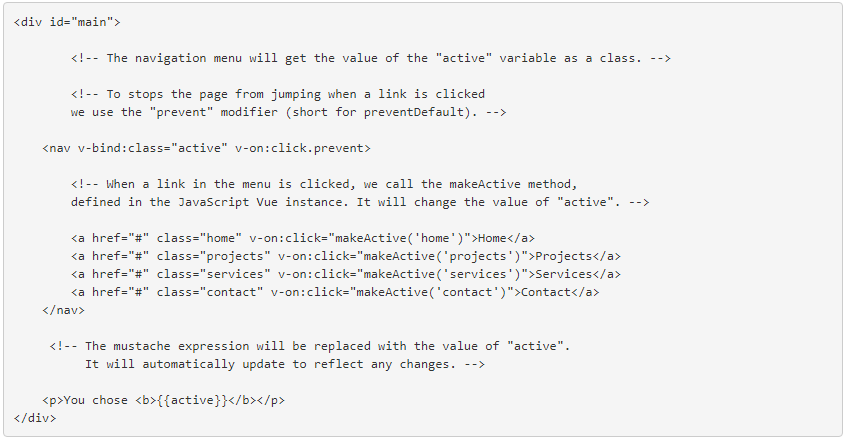 <div id="main">
<!-- The navigation menu will get the value of the "active" variable as a class. -->
<!-- To stops the page from jumping when a link is clicked
we use the "prevent" modifier (short for preventDefault). -->
<nav v-bind:class="active" v-on:click.prevent>
<!-- When a link in the menu is clicked, we call the makeActive method,
defined in the JavaScript Vue instance. It will change the value of "active". -->
<a href="#" class="home" v-on:click="makeActive('home')">Home</a>
<a href="#" class="projects" v-on:click="makeActive('projects')">Projects</a>
<a href="#" class="services" v-on:click="makeActive('services')">Services</a>
<a href="#" class="contact" v-on:click="makeActive('contact')">Contact</a>
</nav>
<!-- The mustache expression will be replaced with the value of "active".
It will automatically update to reflect any changes. -->
<p>You chose <b>{{active}}</b></p>
</div>